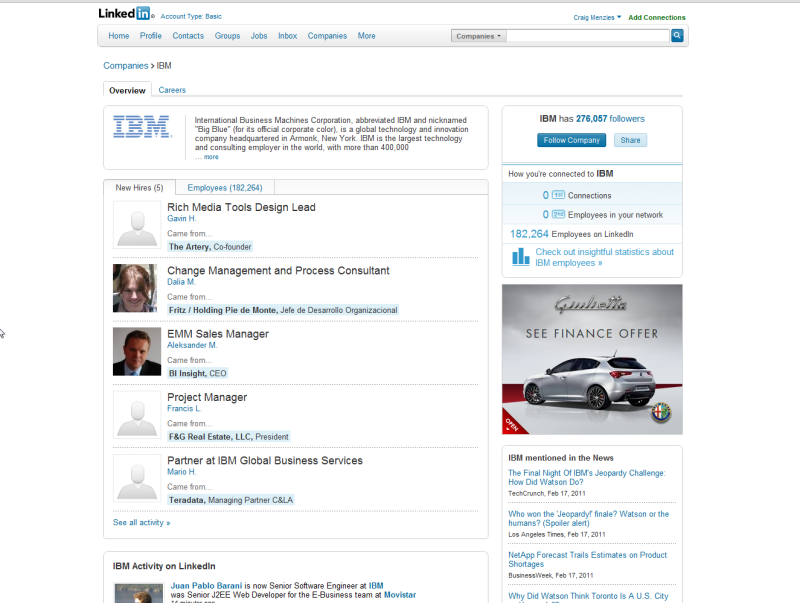 Linked in Account Type: Basic
Craig Menzies Add Connections
Home Profile Contacts Groups Jobs Inbox Companies More
Companies
Companies › IBM
Overview Careers
IBM
International Business Machines Corporation, abbreviated IBM and nicknamed
"Big Blue" (for its official corporate color), is a global technology and innovation
company headquartered in Armonk, New York. IBM is the largest technology
and consulting employer in the world, with more than 400,000
... more
New Hires (5) Employees (182,264)
Rich Media Tools Design Lead
Gavin H.
Came from...
The Artery, Co-founder
Change Management and Process Consultant
Dalia M.
Came from...
Fritz / Holding Pie de Monte, Jefe de Desarrollo Organizacional
EMM Sales Manager
Aleksander M.
Came from...
BI Insight, CEO
Project Manager
Francis L.
Came from...
F&G Real Estate, LLC, President
Partner at IBM Global Business Services
Mario H.
Came from...
Teradata, Managing Partner C&LA
See all activity »
IBM Activity on LinkedIn
Juan Pablo Barani is now Senior Software Engineer at IBM
was Senior J2EE Web Developer for the E-Business team at Movistar
14 minutes ago
IBM has 276,057 followers
Follow Company Share
How you're connected to IBM
0 1st Connections
0 2nd Employees in your network
182,264 Employees on LinkedIn
Check out insightful statistics about
IBM employees »
Giulietta
SEE FINANCE OFFER
OPEN
IBM mentioned in the News
The Final Night Of IBM's Jeopardy Challenge:
How Did Watson Do?
TechCrunch, Feb 17, 2011
Who won the 'Jeopardy!' finale? Watson or the
humans? (Spoiler alert)
Los Angeles Times, Feb 17, 2011
NetApp Forecast Trails Estimates on Product
Shortages
BusinessWeek, Feb 17, 2011
Why Did Watson Think Toronto Is A U.S. City